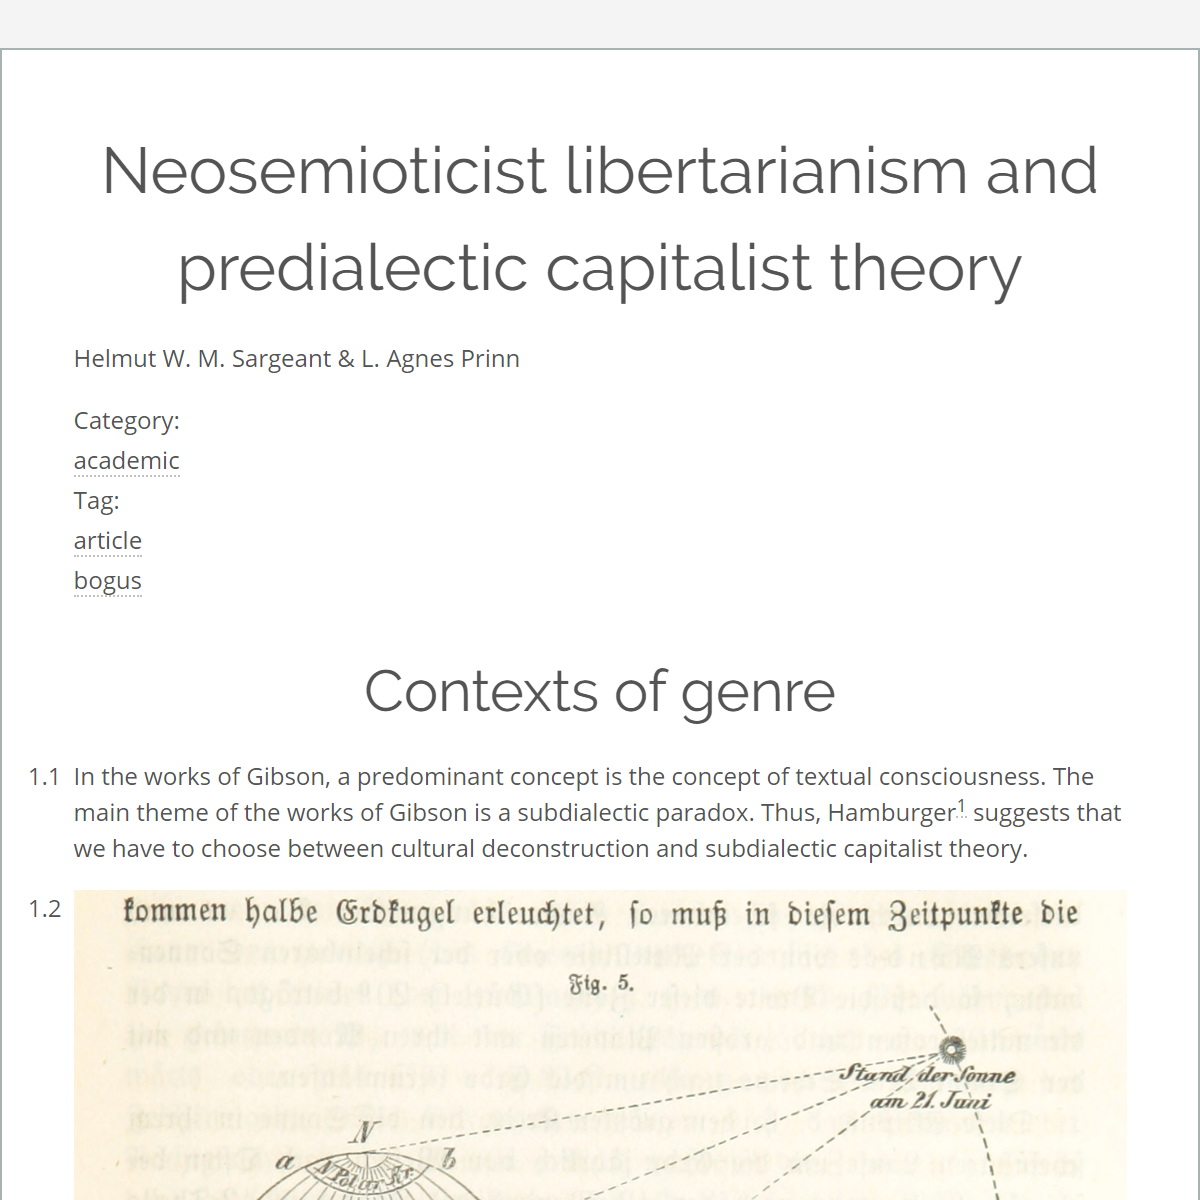 Neosemioticist libertarianism and
predialectic capitalist theory
Helmut W. M. Sargeant & L. Agnes Prinn
Category:
academic
Tag:
article
bogus
Contexts of genre
1.1 In the works of Gibson, a predominant concept is the concept of textual consciousness. The
main theme of the works of Gibson is a subdialectic paradox. Thus, Hamburger1 suggests that
we have to choose between cultural deconstruction and subdialectic capitalist theory.
1.2
kommen halbe Erdkugel erleuchtet, ſo muß in dieſem Zeitpunkte die
Fig. 5.
Stand der Sonne
am 21. Juni
N
a b
N Polar Kr.